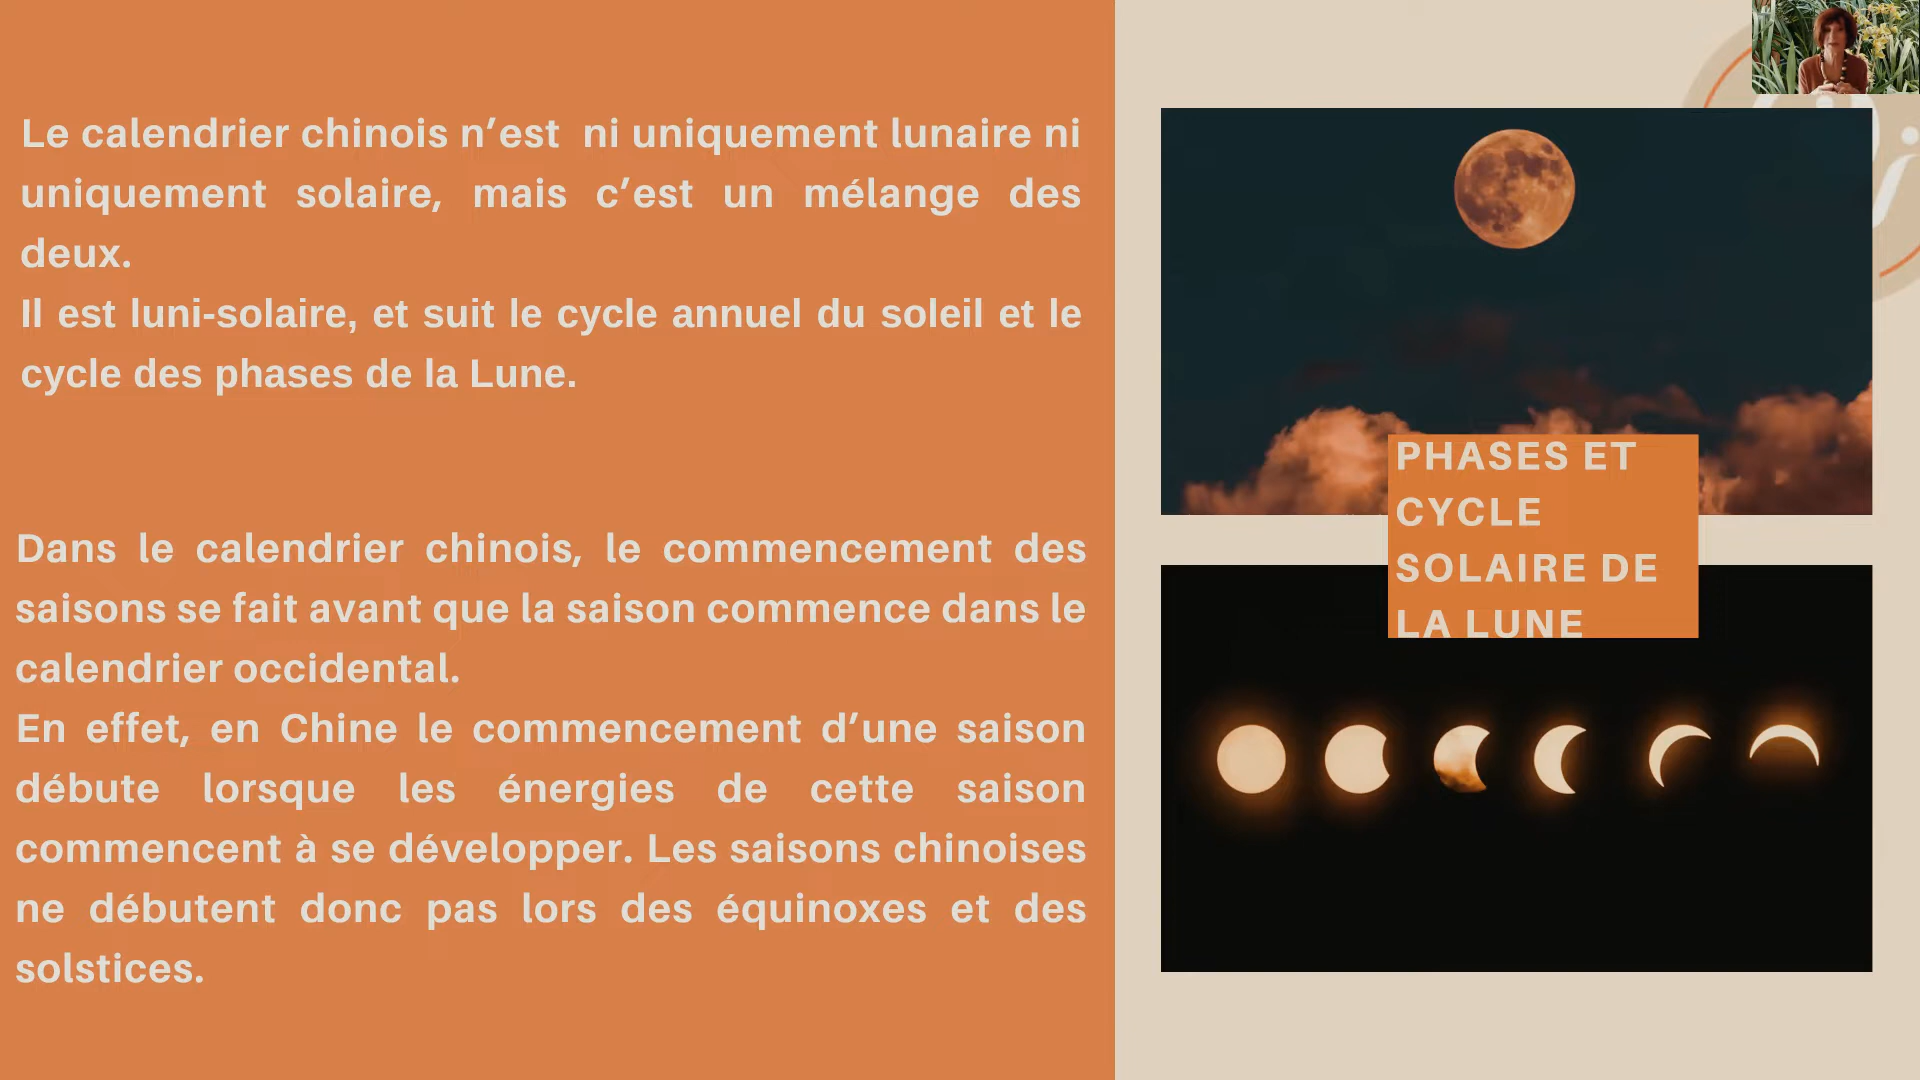 Le calendrier chinois n’est  ni uniquement lunaire ni
uniquement solaire, mais c’est un mélange des
deux.
Il est luni-solaire, et suit le cycle annuel du soleil et le
cycle des phases de la Lune.
Dans le calendrier chinois, le commencement des
saisons se fait avant que la saison commence dans le
calendrier occidental.
En effet, en Chine le commencement d’une saison
débute lorsque les énergies de cette saison
commencent à se développer. Les saisons chinoises
ne débutent donc pas lors des équinoxes et des
solstices.
PHASES ET
CYCLE
SOLAIRE DE
LA LUNE